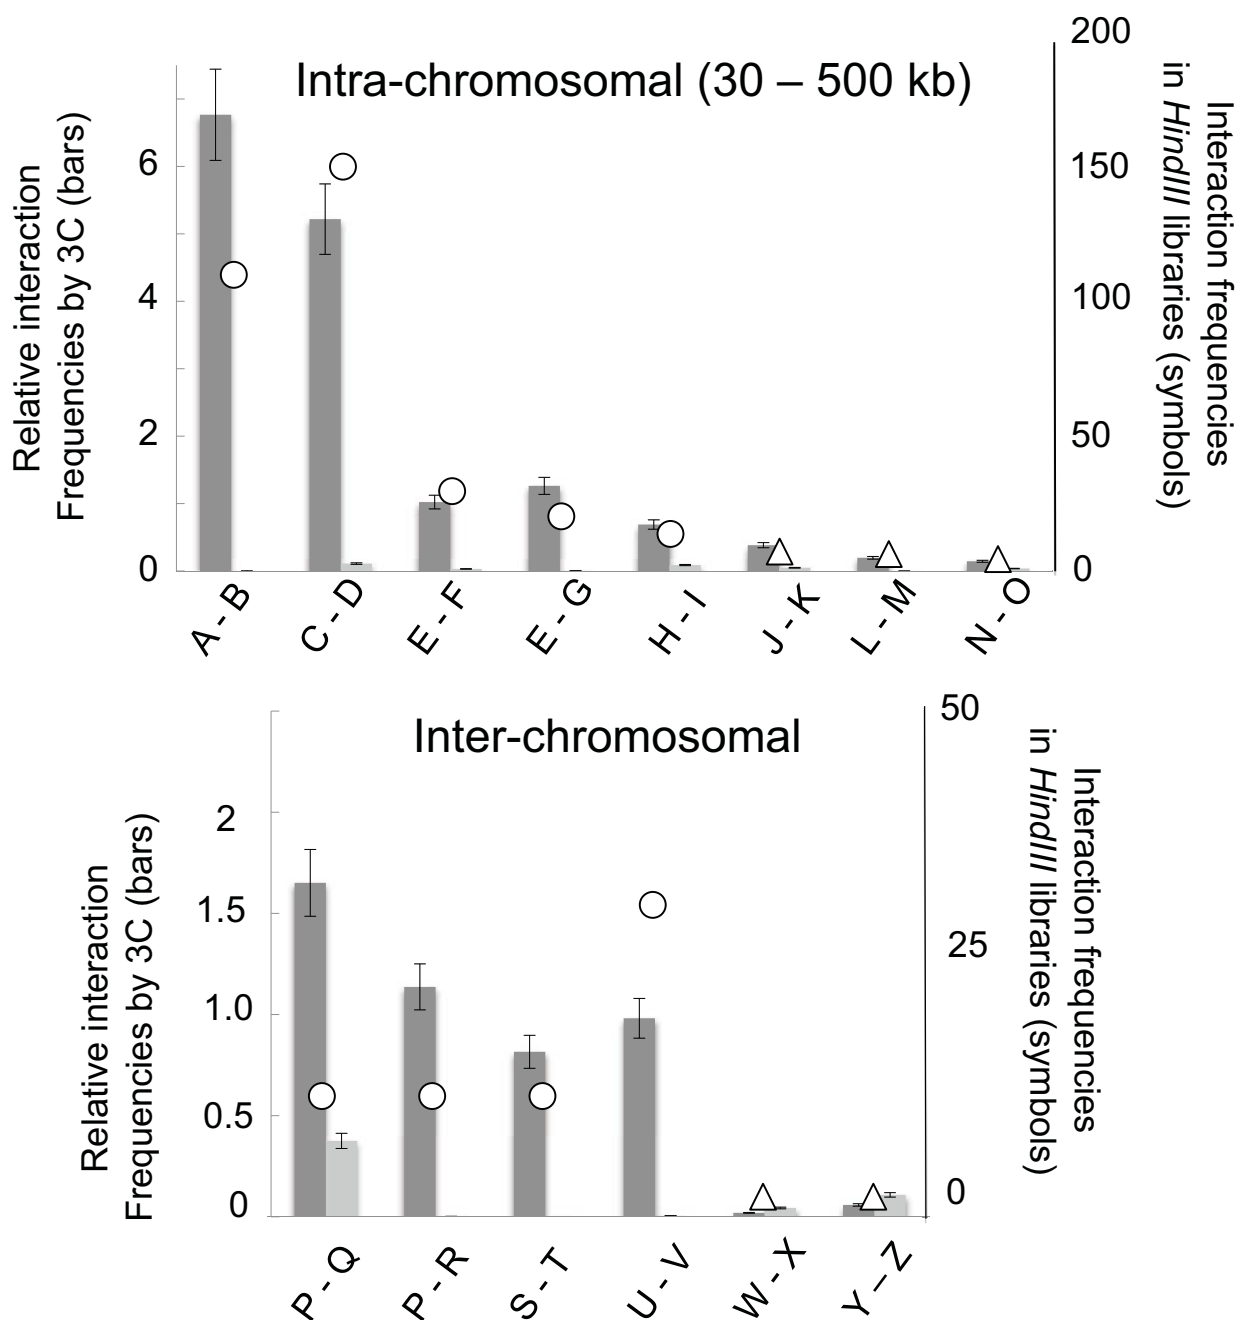 Intra-chromosomal (30 – 500 kb)
Relative interaction
Frequencies by 3C (bars)
6
4
2
0
200
150
100
50
0
Interaction frequencies
in HindIII libraries (symbols)
A - B
C - D
E - F
E - G
H - I
J - K
L - M
N - O
Inter-chromosomal
Relative interaction
Frequencies by 3C (bars)
2
1.5
1.0
0.5
0
50
25
0
Interaction frequencies
in HindIII libraries (symbols)
P - Q
P - R
S - T
U - V
W - X
Y – Z